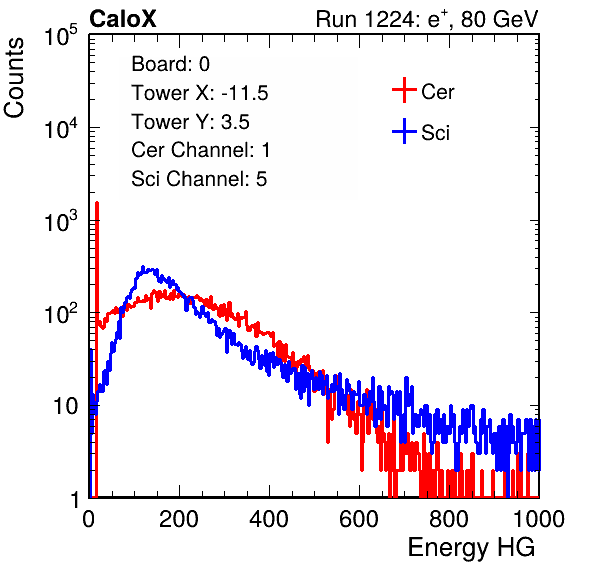 CaloX Run 1224: e⁺, 80 GeV
Counts
Board: 0
Tower X: -11.5
Tower Y: 3.5
Cer Channel: 1
Sci Channel: 5
Cer
Sci
10⁵
10⁴
10³
10²
10
1
0 200 400 600 800 1000
Energy HG